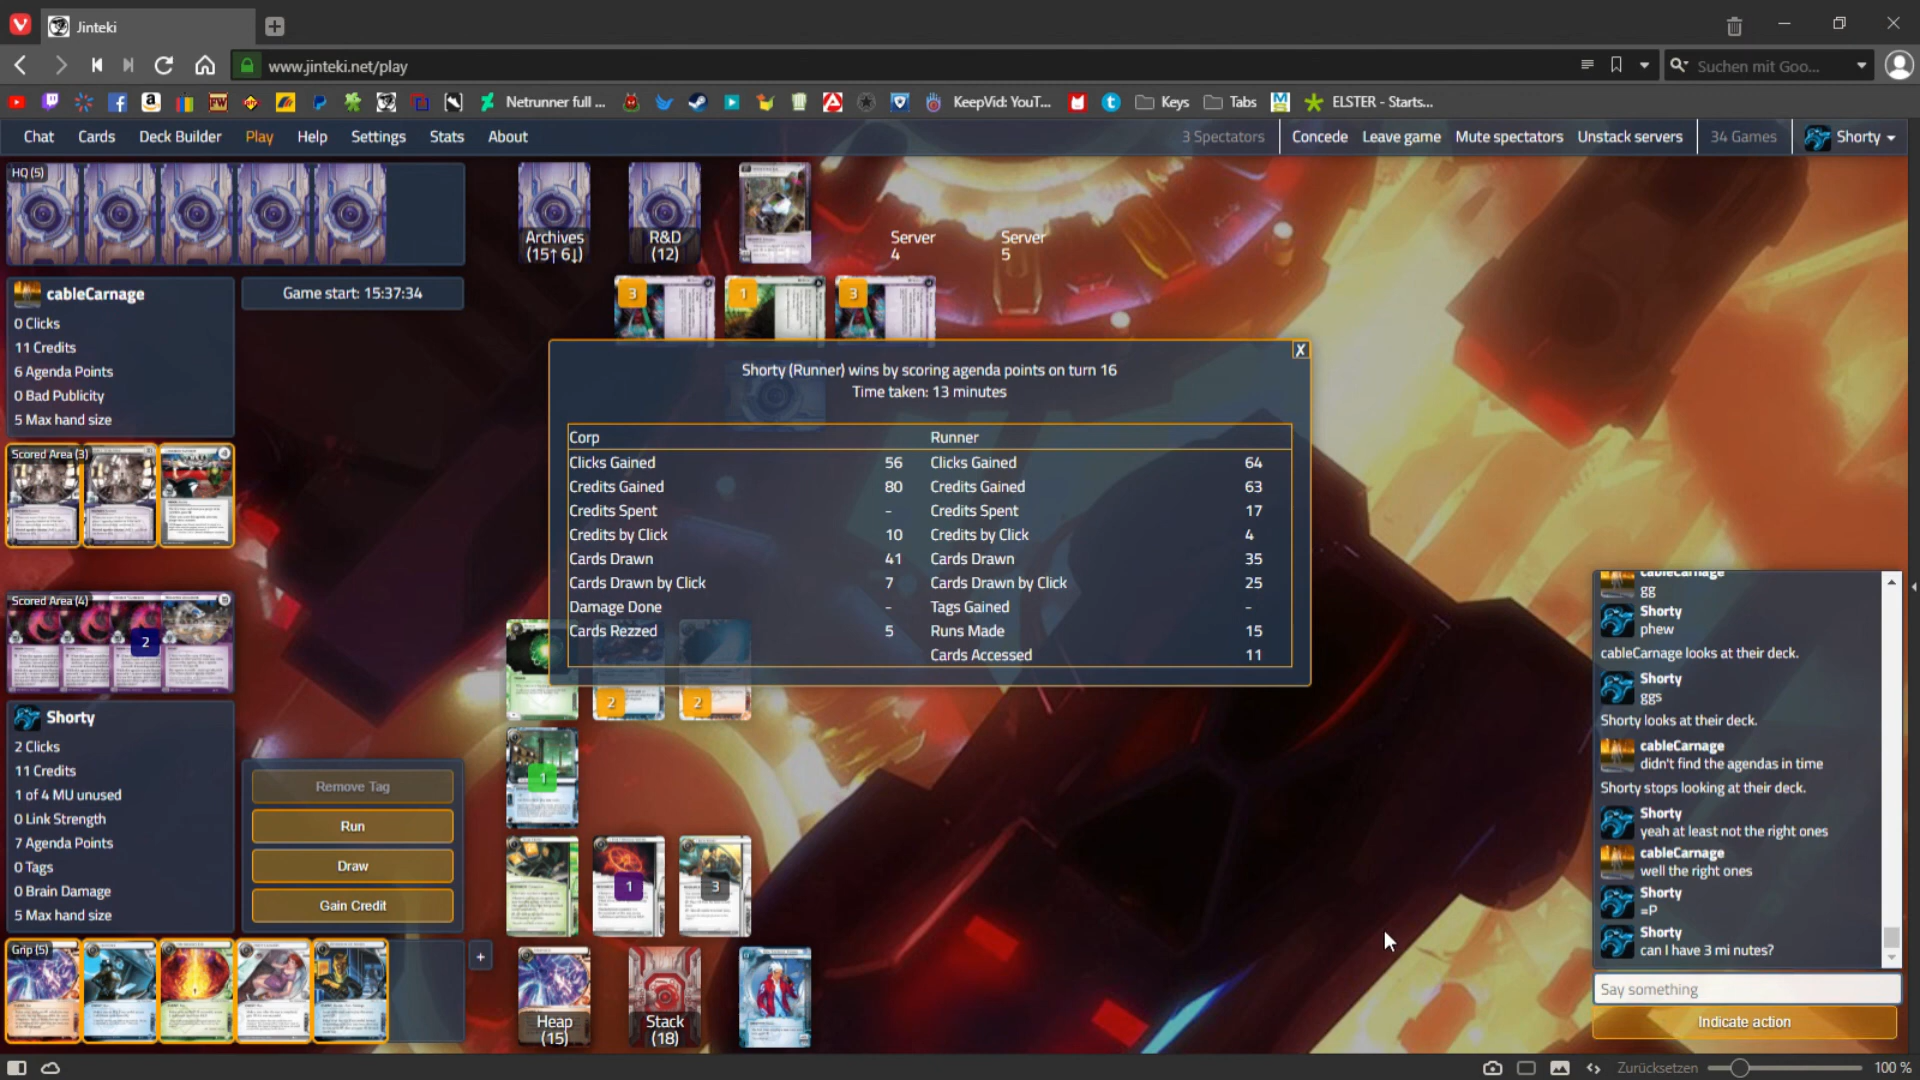 Jinteki
www.jinteki.net/play
Suchen mit Goo...
Netrunner full ...
KeepVid: YouT...
Keys
Tabs
ELSTER - Starts...
Chat
Cards
Deck Builder
Play
Help
Settings
Stats
About
3 Spectators
Concede
Leave game
Mute spectators
Unstack servers
34 Games
Shorty
HQ (5)
Archives
(15↑ 6↓)
R&D
(12)
Server
4
Server
5
cableCarnage
0 Clicks
11 Credits
6 Agenda Points
0 Bad Publicity
5 Max hand size
Game start: 15:37:34
3
1
3
X
Shorty (Runner) wins by scoring agenda points on turn 16
Time taken: 13 minutes
Corp Runner
Clicks Gained 56 Clicks Gained 64
Credits Gained 80 Credits Gained 63
Credits Spent - Credits Spent 17
Credits by Click 10 Credits by Click 4
Cards Drawn 41 Cards Drawn 35
Cards Drawn by Click 7 Cards Drawn by Click 25
Damage Done - Tags Gained -
Cards Rezzed 5 Runs Made 15
Cards Accessed 11
Scored Area (3)
Scored Area (4)
2
Shorty
2 Clicks
11 Credits
1 of 4 MU unused
0 Link Strength
7 Agenda Points
0 Tags
0 Brain Damage
5 Max hand size
Remove Tag
Run
Draw
Gain Credit
2
2
1
1
3
Grip (5)
+
Heap
(15)
Stack
(18)
cableCarnage
gg
Shorty
phew
cableCarnage looks at their deck.
Shorty
ggs
Shorty looks at their deck.
cableCarnage
didn't find the agendas in time
Shorty stops looking at their deck.
Shorty
yeah at least not the right ones
cableCarnage
well the right ones
Shorty
=P
Shorty
can I have 3 mi nutes?
Say something
Indicate action
Zurücksetzen
100 %